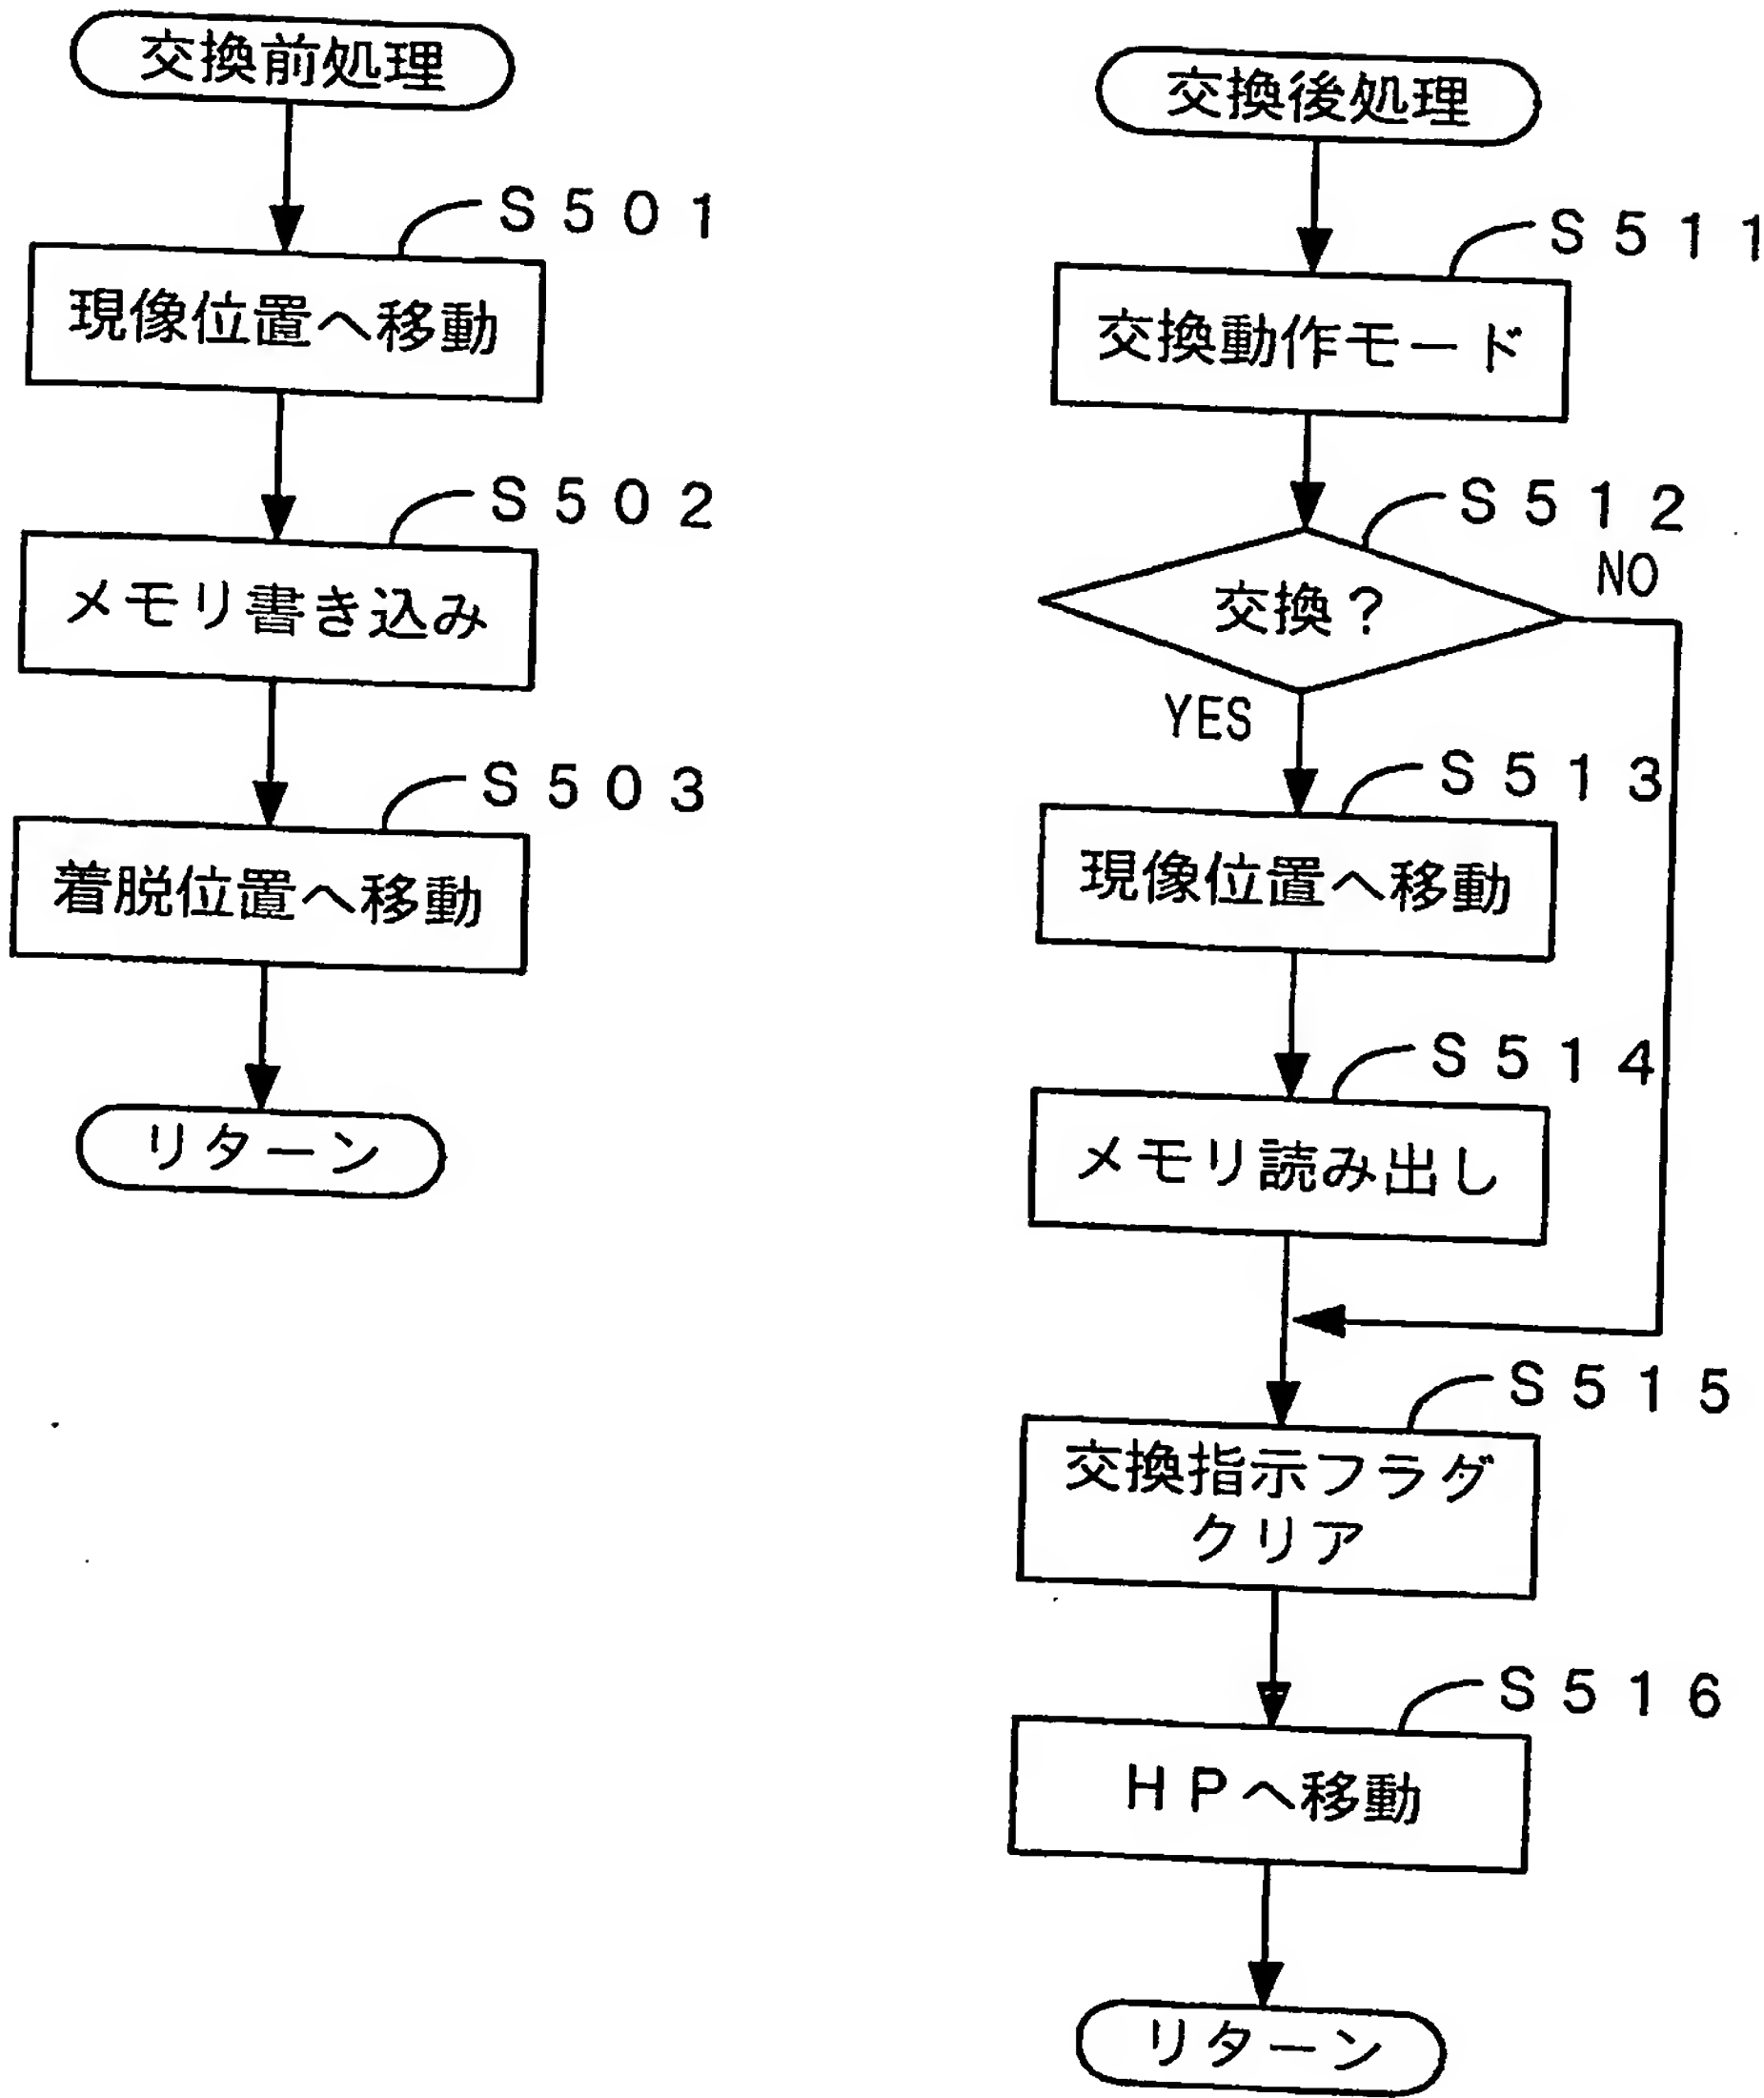 交換前処理
S501
現像位置へ移動
S502
メモリ書き込み
S503
着脱位置へ移動
リターン
交換後処理
S511
交換動作モード
S512
交換？
NO
YES
S513
現像位置へ移動
S514
メモリ読み出し
S515
交換指示フラグ
クリア
S516
HPへ移動
リターン